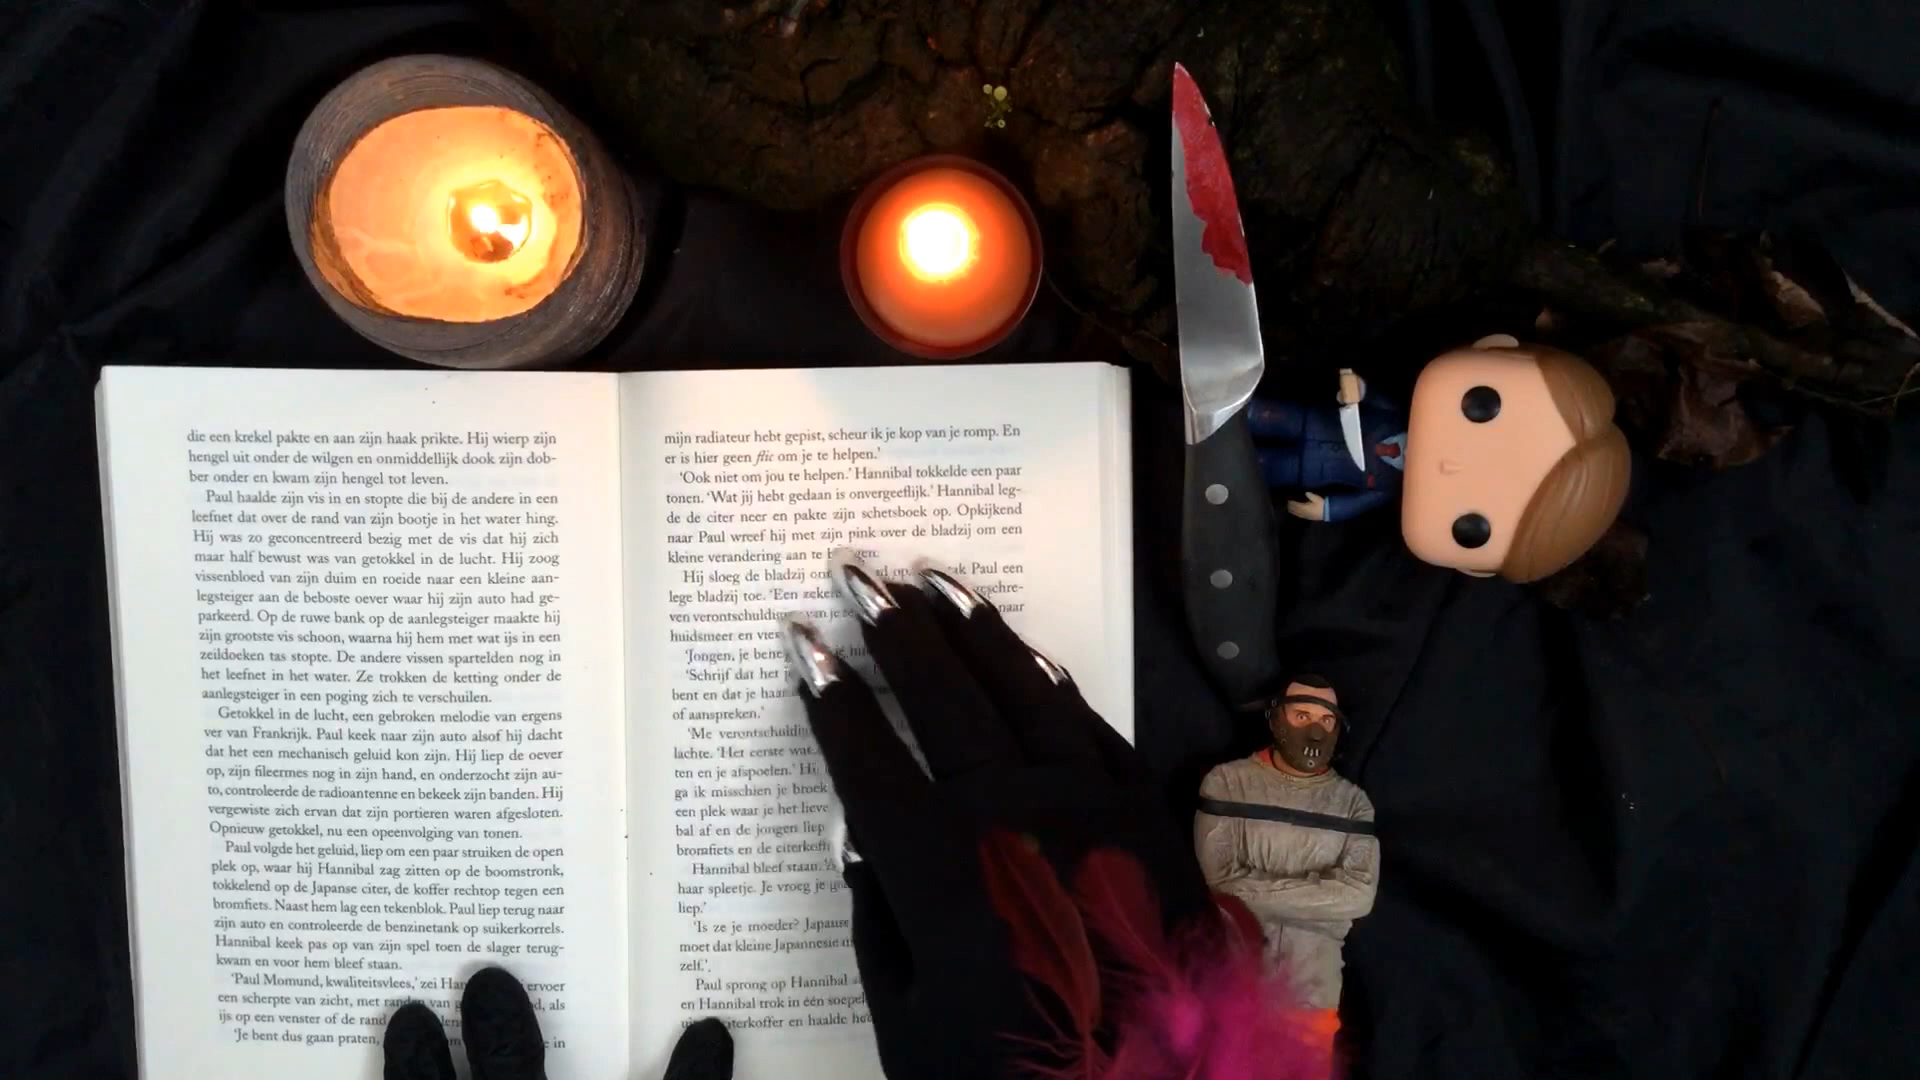 die een krekel pakte en aan zijn haak prikte. Hij wierp zijn
hengel uit onder de wilgen en onmiddellijk dook zijn dob-
ber onder en kwam zijn hengel tot leven.
Paul haalde zijn vis in en stopte die bij de andere in een
leefnet dat over de rand van zijn bootje in het water hing.
Hij was zo geconcentreerd bezig met de vis dat hij zich
maar half bewust was van getokkel in de lucht. Hij zoog
vissenbloed van zijn duim en roeide naar een kleine aan-
legsteiger aan de beboste oever waar hij zijn auto had ge-
parkeerd. Op de ruwe bank op de aanlegsteiger maakte hij
zijn grootste vis schoon, waarna hij hem met wat ijs in een
zeildoeken tas stopte. De andere vissen spartelden nog in
het leefnet in het water. Ze trokken de ketting onder de
aanlegsteiger in een poging zich te verschuilen.
Getokkel in de lucht, een gebroken melodie van ergens
ver van Frankrijk. Paul keek naar zijn auto alsof hij dacht
dat het een mechanisch geluid kon zijn. Hij liep de oever
op, zijn fileermes nog in zijn hand, en onderzocht zijn au-
to, controleerde de radioantenne en bekeek zijn banden. Hij
vergewiste zich ervan dat zijn portieren waren afgesloten.
Opnieuw getokkel, nu een opeenvolging van tonen.
Paul volgde het geluid, liep om een paar struiken de open
plek op, waar hij Hannibal zag zitten op de boomstronk,
tokkelend op de Japanse citer, de koffer rechtop tegen een
bromfiets. Naast hem lag een tekenblok. Paul liep terug naar
zijn auto en controleerde de benzinetank op suikerkorrels.
Hannibal keek pas op van zijn spel toen de slager terug-
kwam en voor hem bleef staan.
'Paul Momund, kwaliteitsvlees,' zei ervoer
een scherpte van zicht, met van als
ijs op een venster of de rand
'Je bent dus gaan praten, in
mijn radiateur hebt gepist, scheur ik je kop van je romp. En
er is hier geen flic om je te helpen.'
'Ook niet om jou te helpen.' Hannibal tokkelde een paar
tonen. 'Wat jij hebt gedaan is onvergeeflijk.' Hannibal leg-
de de citer neer en pakte zijn schetsboek op. Opkijkend
naar Paul wreef hij met zijn pink over de bladzij om een
kleine verandering aan te
Hij sloeg de bladzij Paul een
lege bladzij toe. 'Een geschre-
ven van je naar
huidsmeer en
'Jongen, je
'Schrijf dat het
bent en dat je haar
of aanspreken.'
'Me
lachte. 'Het eerste
ten en je afspoelen.'
ga ik misschien je broek
een plek waar je het lieve
bal af en de jongen liep
bromfiets en de
Hannibal bleef staan.
haar spleetje. Je vroeg je
liep.'
'Is ze je moeder?
moet dat kleine
zelf.'
Paul sprong op Hannibal
en Hannibal trok in één
citerkoffer en haalde